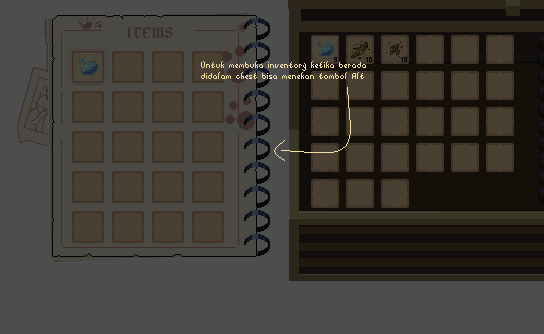 ITEMS
Untuk membuka inventory ketika berada
didalam chest bisa menekan tombol Alt
10
10